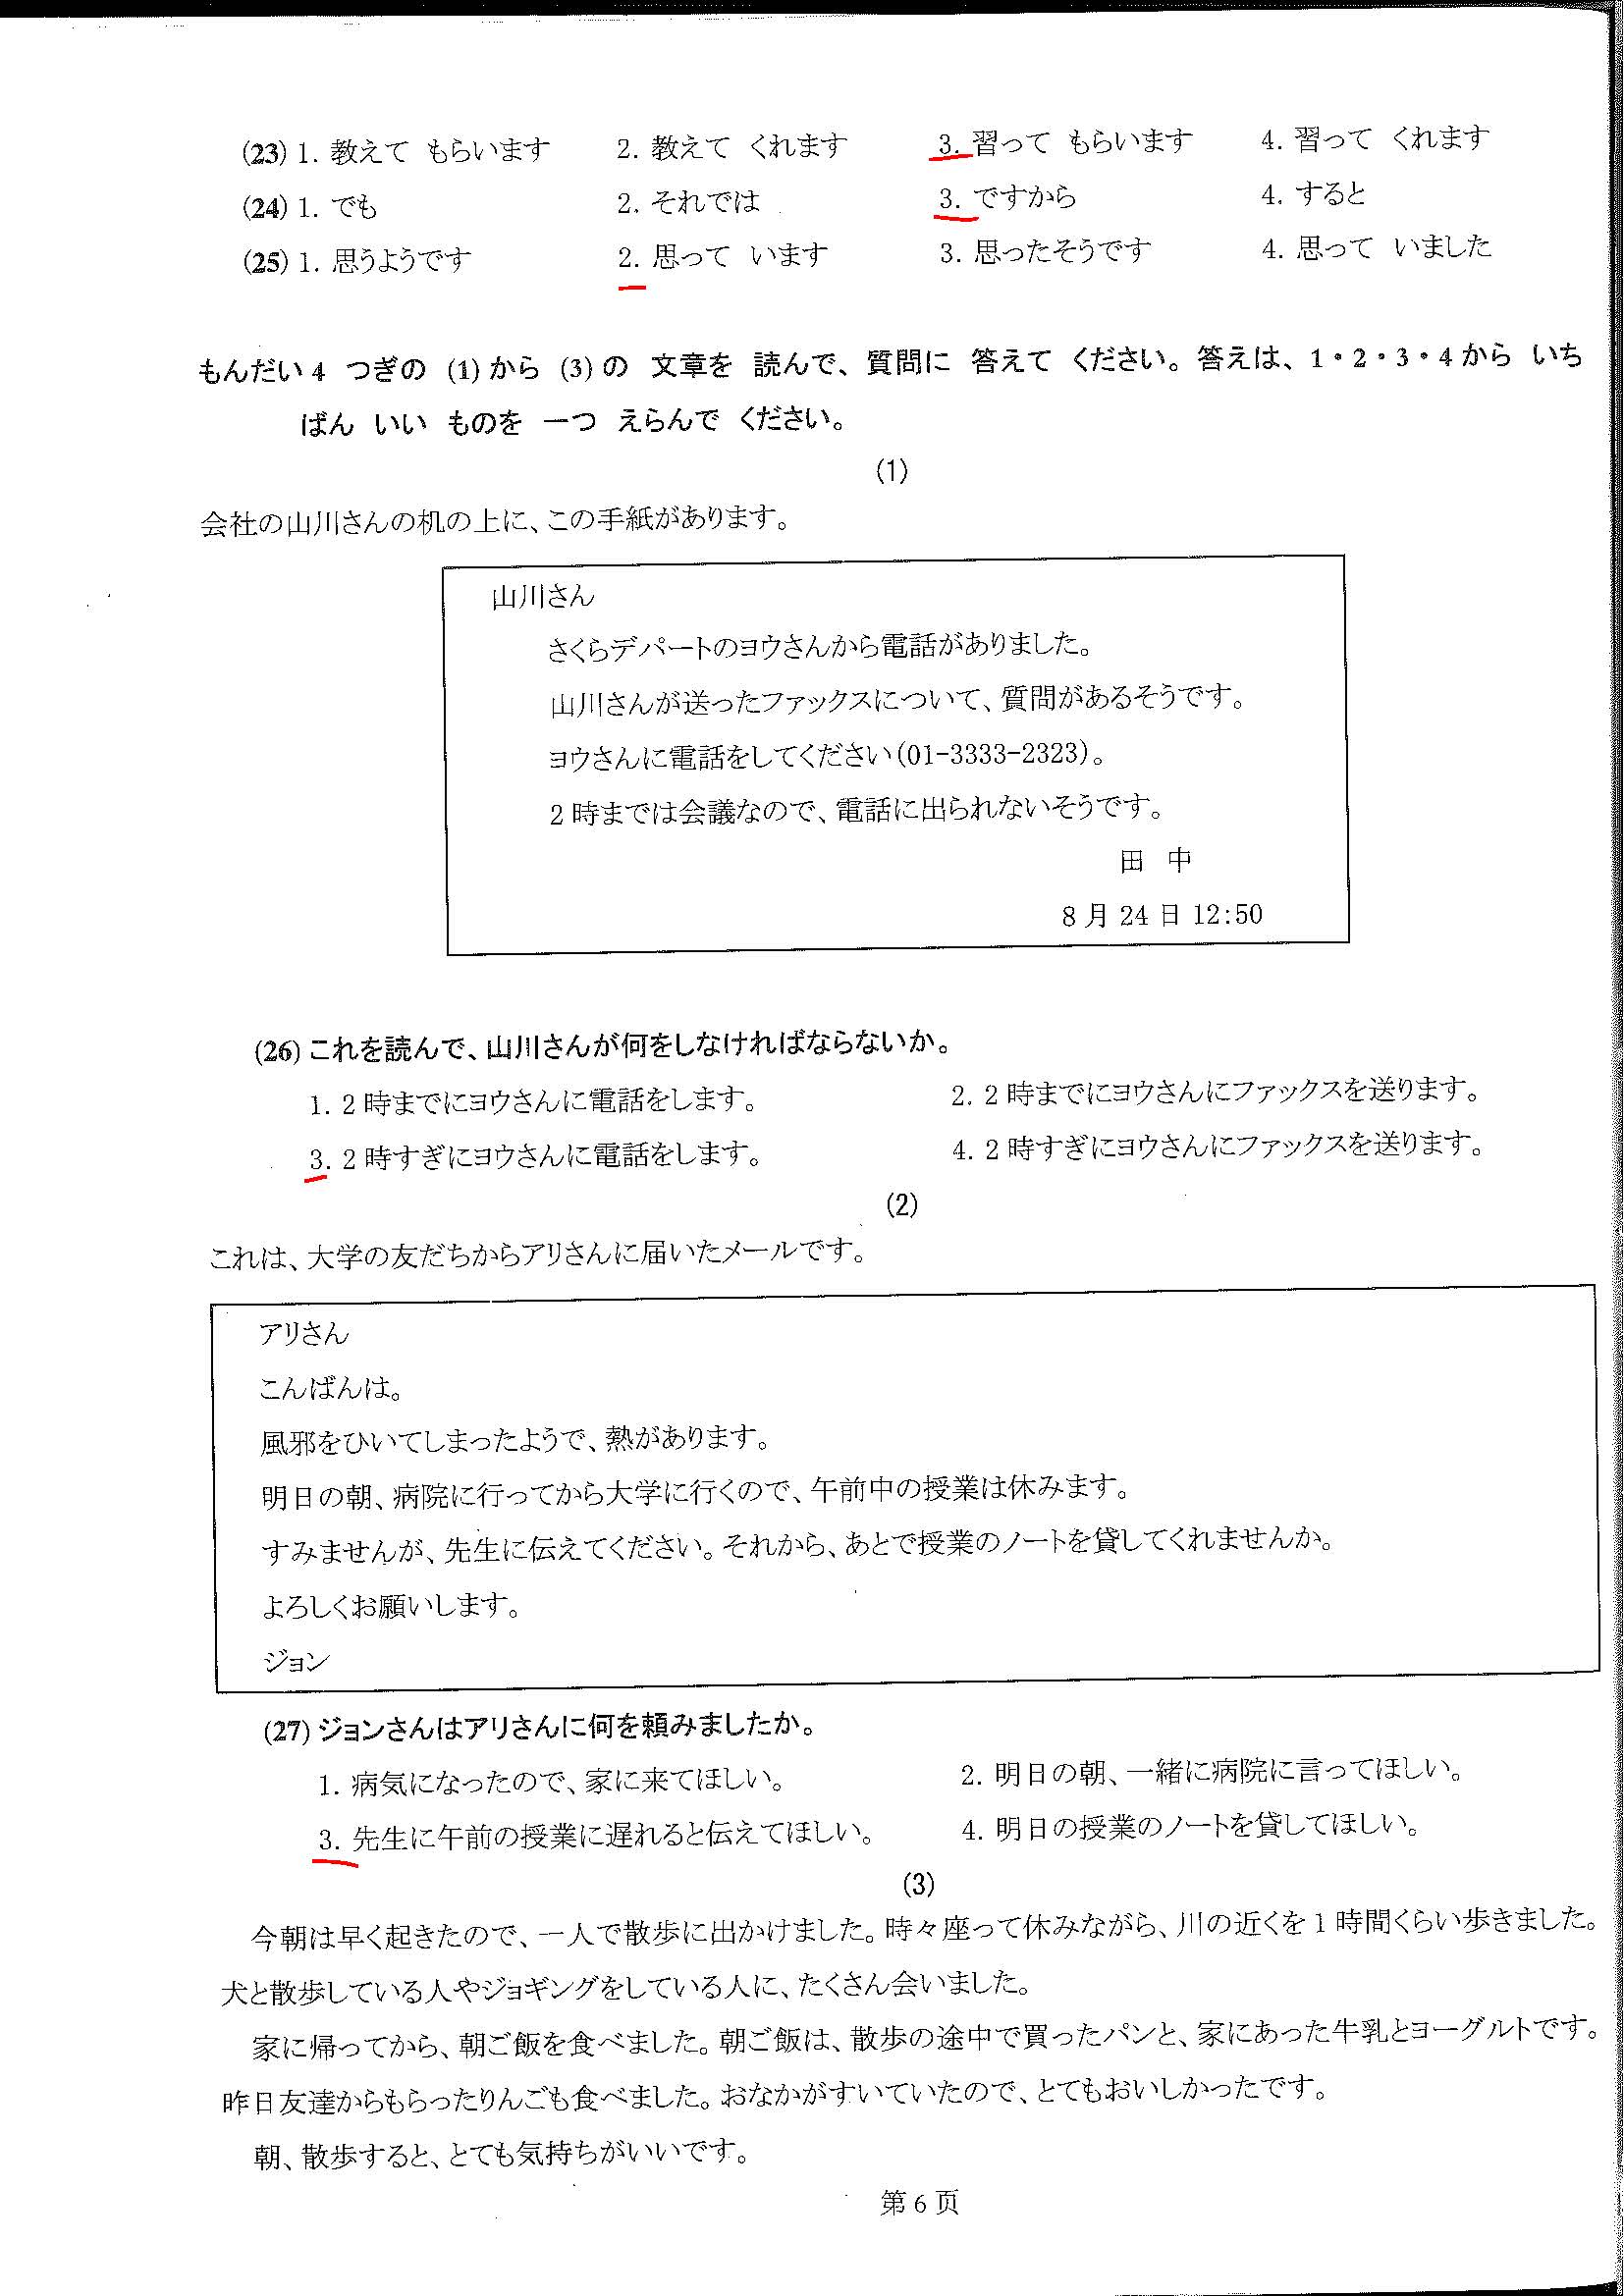 (23) 1. 教えて もらいます 2. 教えて くれます 3. 習って もらいます 4. 習って くれます
(24) 1. でも 2. それでは 3. ですから 4. すると
(25) 1. 思うようです 2. 思って います 3. 思ったそうです 4. 思って いました
もんだい 4 つぎの (1) から (3) の 文章を 読んで、質問に 答えて ください。答えは、1・2・3・4 から いち
ばん いい ものを 一つ えらんで ください。
(1)
会社の山川さんの机の上に、この手紙があります。
山川さん
さくらデパートのヨウさんから電話がありました。
山川さんが送ったファックスについて、質問があるそうです。
ヨウさんに電話をしてください(01-3333-2323)。
2 時までは会議なので、電話に出られないそうです。
田 中
8 月 24 日 12:50
(26) これを読んで、山川さんが何をしなければならないか。
1. 2 時までにヨウさんに電話をします。 2. 2 時までにヨウさんにファックスを送ります。
3. 2 時すぎにヨウさんに電話をします。 4. 2 時すぎにヨウさんにファックスを送ります。
(2)
これは、大学の友だちからアリさんに届いたメールです。
アリさん
こんばんは。
風邪をひいてしまったようで、熱があります。
明日の朝、病院に行ってから大学に行くので、午前中の授業は休みます。
すみませんが、先生に伝えてください。それから、あとで授業のノートを貸してくれませんか。
よろしくお願いします。
ジョン
(27) ジョンさんはアリさんに何を頼みましたか。
1. 病気になったので、家に来てほしい。 2. 明日の朝、一緒に病院に言ってほしい。
3. 先生に午前の授業に遅れると伝えてほしい。 4. 明日の授業のノートを貸してほしい。
(3)
今朝は早く起きたので、一人で散歩に出かけました。時々座って休みながら、川の近くを 1 時間くらい歩きました。
犬と散歩している人やジョギングをしている人に、たくさん会いました。
家に帰ってから、朝ご飯を食べました。朝ご飯は、散歩の途中で買ったパンと、家にあった牛乳とヨーグルトです。
昨日友達からもらったりんごも食べました。おなかがすいていたので、とてもおいしかったです。
朝、散歩すると、とても気持ちがいいです。
第 6 页